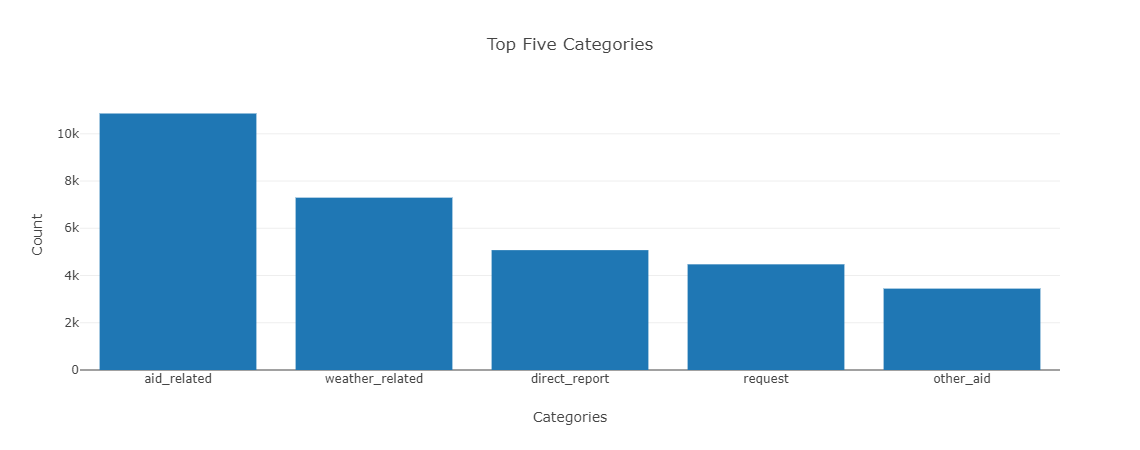 Top Five Categories
10k
8k
6k
4k
2k
0
Count
aid_related weather_related direct_report request other_aid
Categories